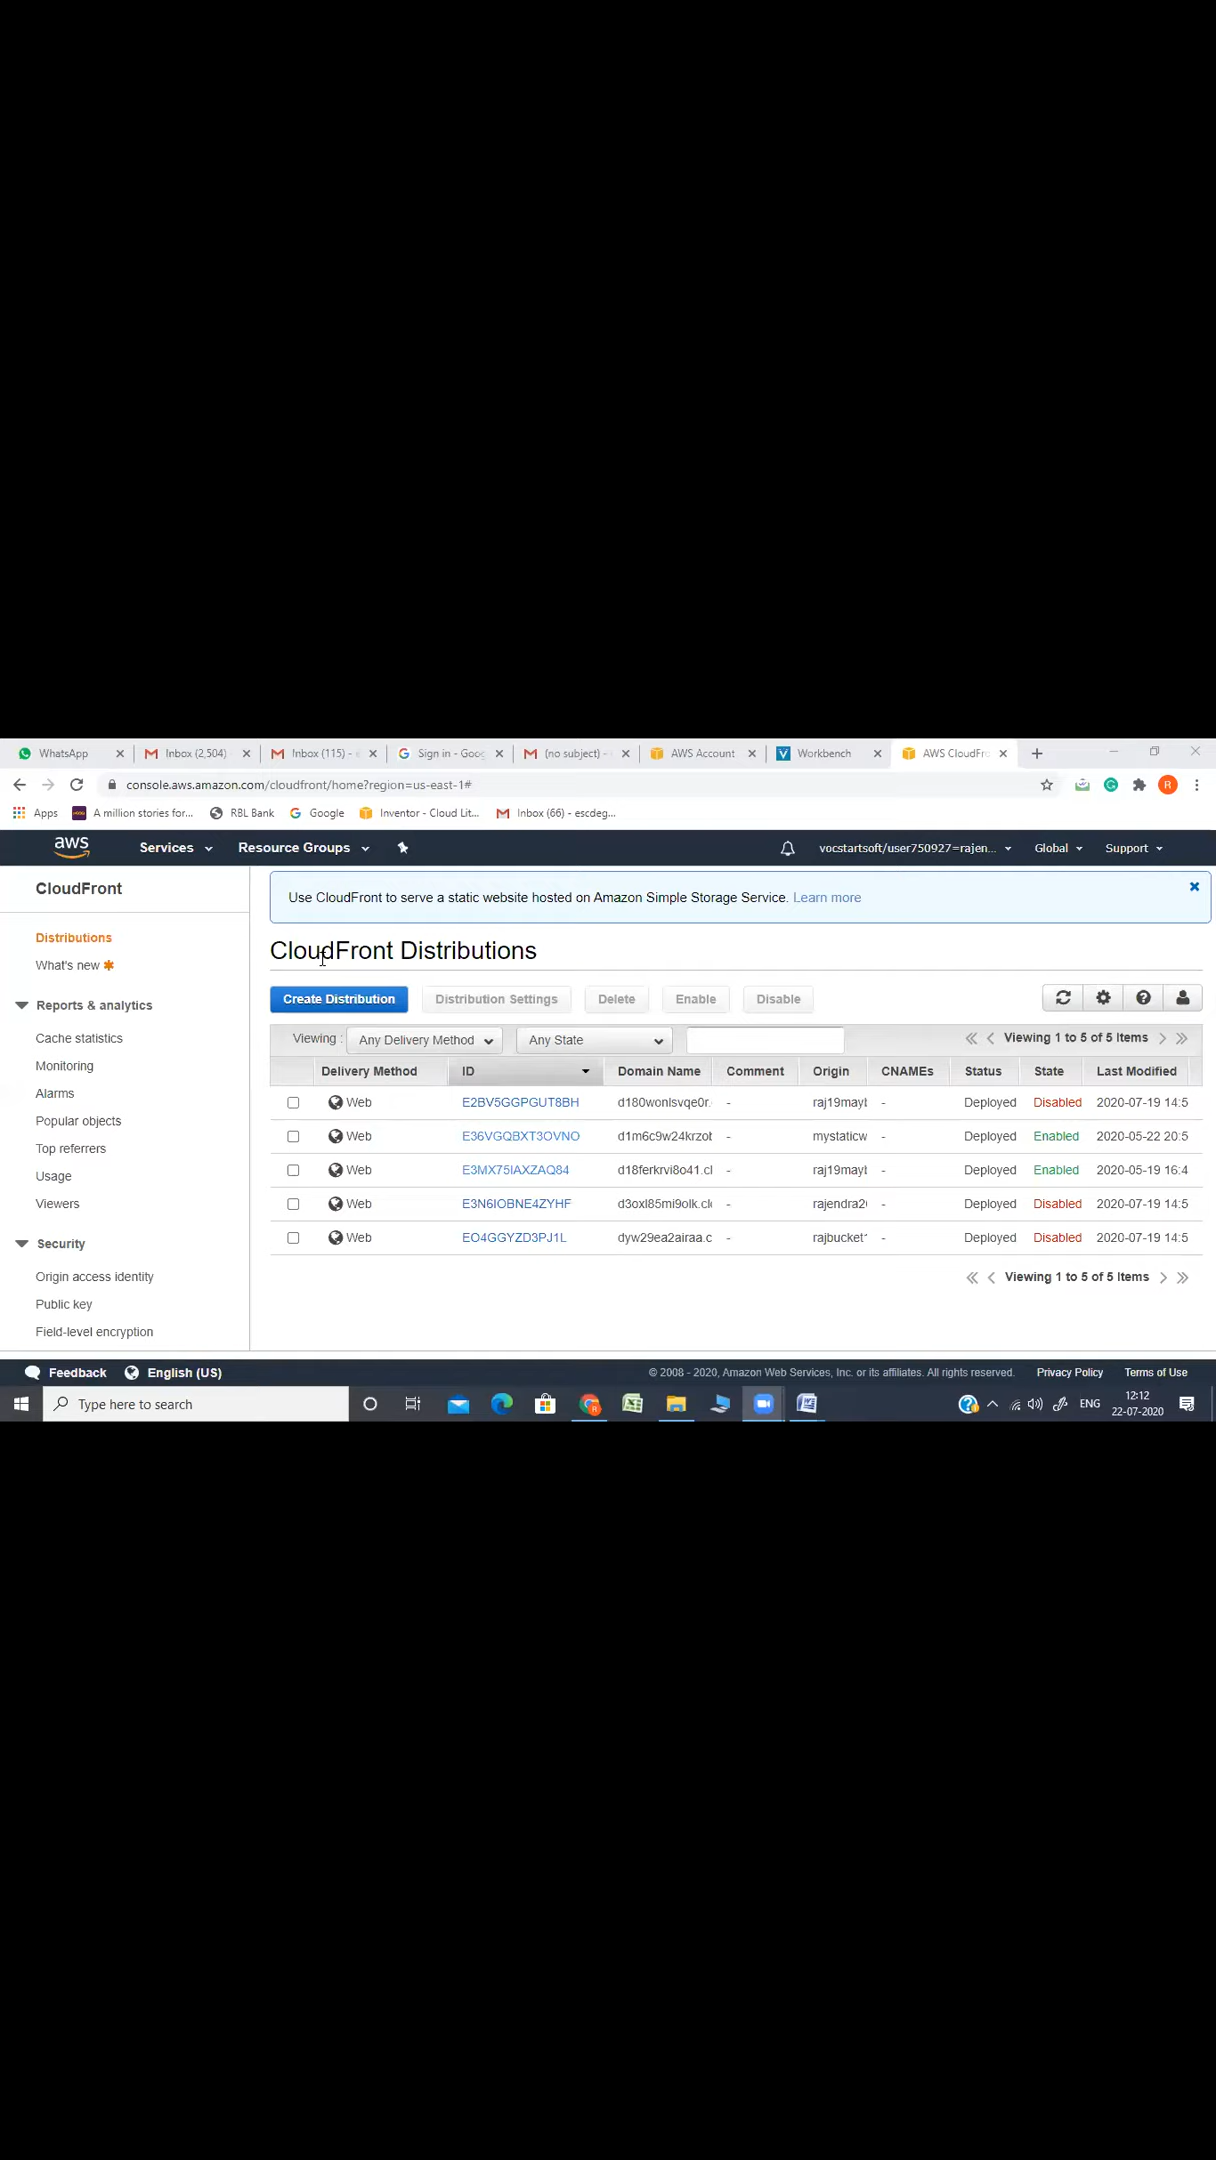 WhatsApp Inbox (2,504) Inbox (115) - Sign in - Goog (no subject) - AWS Account Workbench AWS CloudFro
console.aws.amazon.com/cloudfront/home?region=us-east-1# R
Apps A million stories for... RBL Bank Google Inventor - Cloud Lit... Inbox (66) - escdeg...
aws Services Resource Groups vocstartsoft/user750927=rajen... Global Support
CloudFront
Distributions
What's new
Reports & analytics
Cache statistics
Monitoring
Alarms
Popular objects
Top referrers
Usage
Viewers
Security
Origin access identity
Public key
Field-level encryption
Use CloudFront to serve a static website hosted on Amazon Simple Storage Service. Learn more
CloudFront Distributions
Create Distribution Distribution Settings Delete Enable Disable
Viewing : Any Delivery Method Any State Viewing 1 to 5 of 5 Items
Delivery Method ID Domain Name Comment Origin CNAMEs Status State Last Modified
Web E2BV5GGPGUT8BH d180wonlsvqe0r. - raj19mayb - Deployed Disabled 2020-07-19 14:5
Web E36VGQBXT3OVNO d1m6c9w24krzob - mystaticw - Deployed Enabled 2020-05-22 20:5
Web E3MX75IAXZAQ84 d18ferkrvi8o41.cl - raj19mayb - Deployed Enabled 2020-05-19 16:4
Web E3N6IOBNE4ZYHF d3oxl85mi9olk.clo - rajendra20 - Deployed Disabled 2020-07-19 14:5
Web EO4GGYZD3PJ1L dyw29ea2airaa.c - rajbucket1 - Deployed Disabled 2020-07-19 14:5
Viewing 1 to 5 of 5 Items
Feedback English (US) © 2008 - 2020, Amazon Web Services, Inc. or its affiliates. All rights reserved. Privacy Policy Terms of Use
Type here to search ENG 12:12
22-07-2020